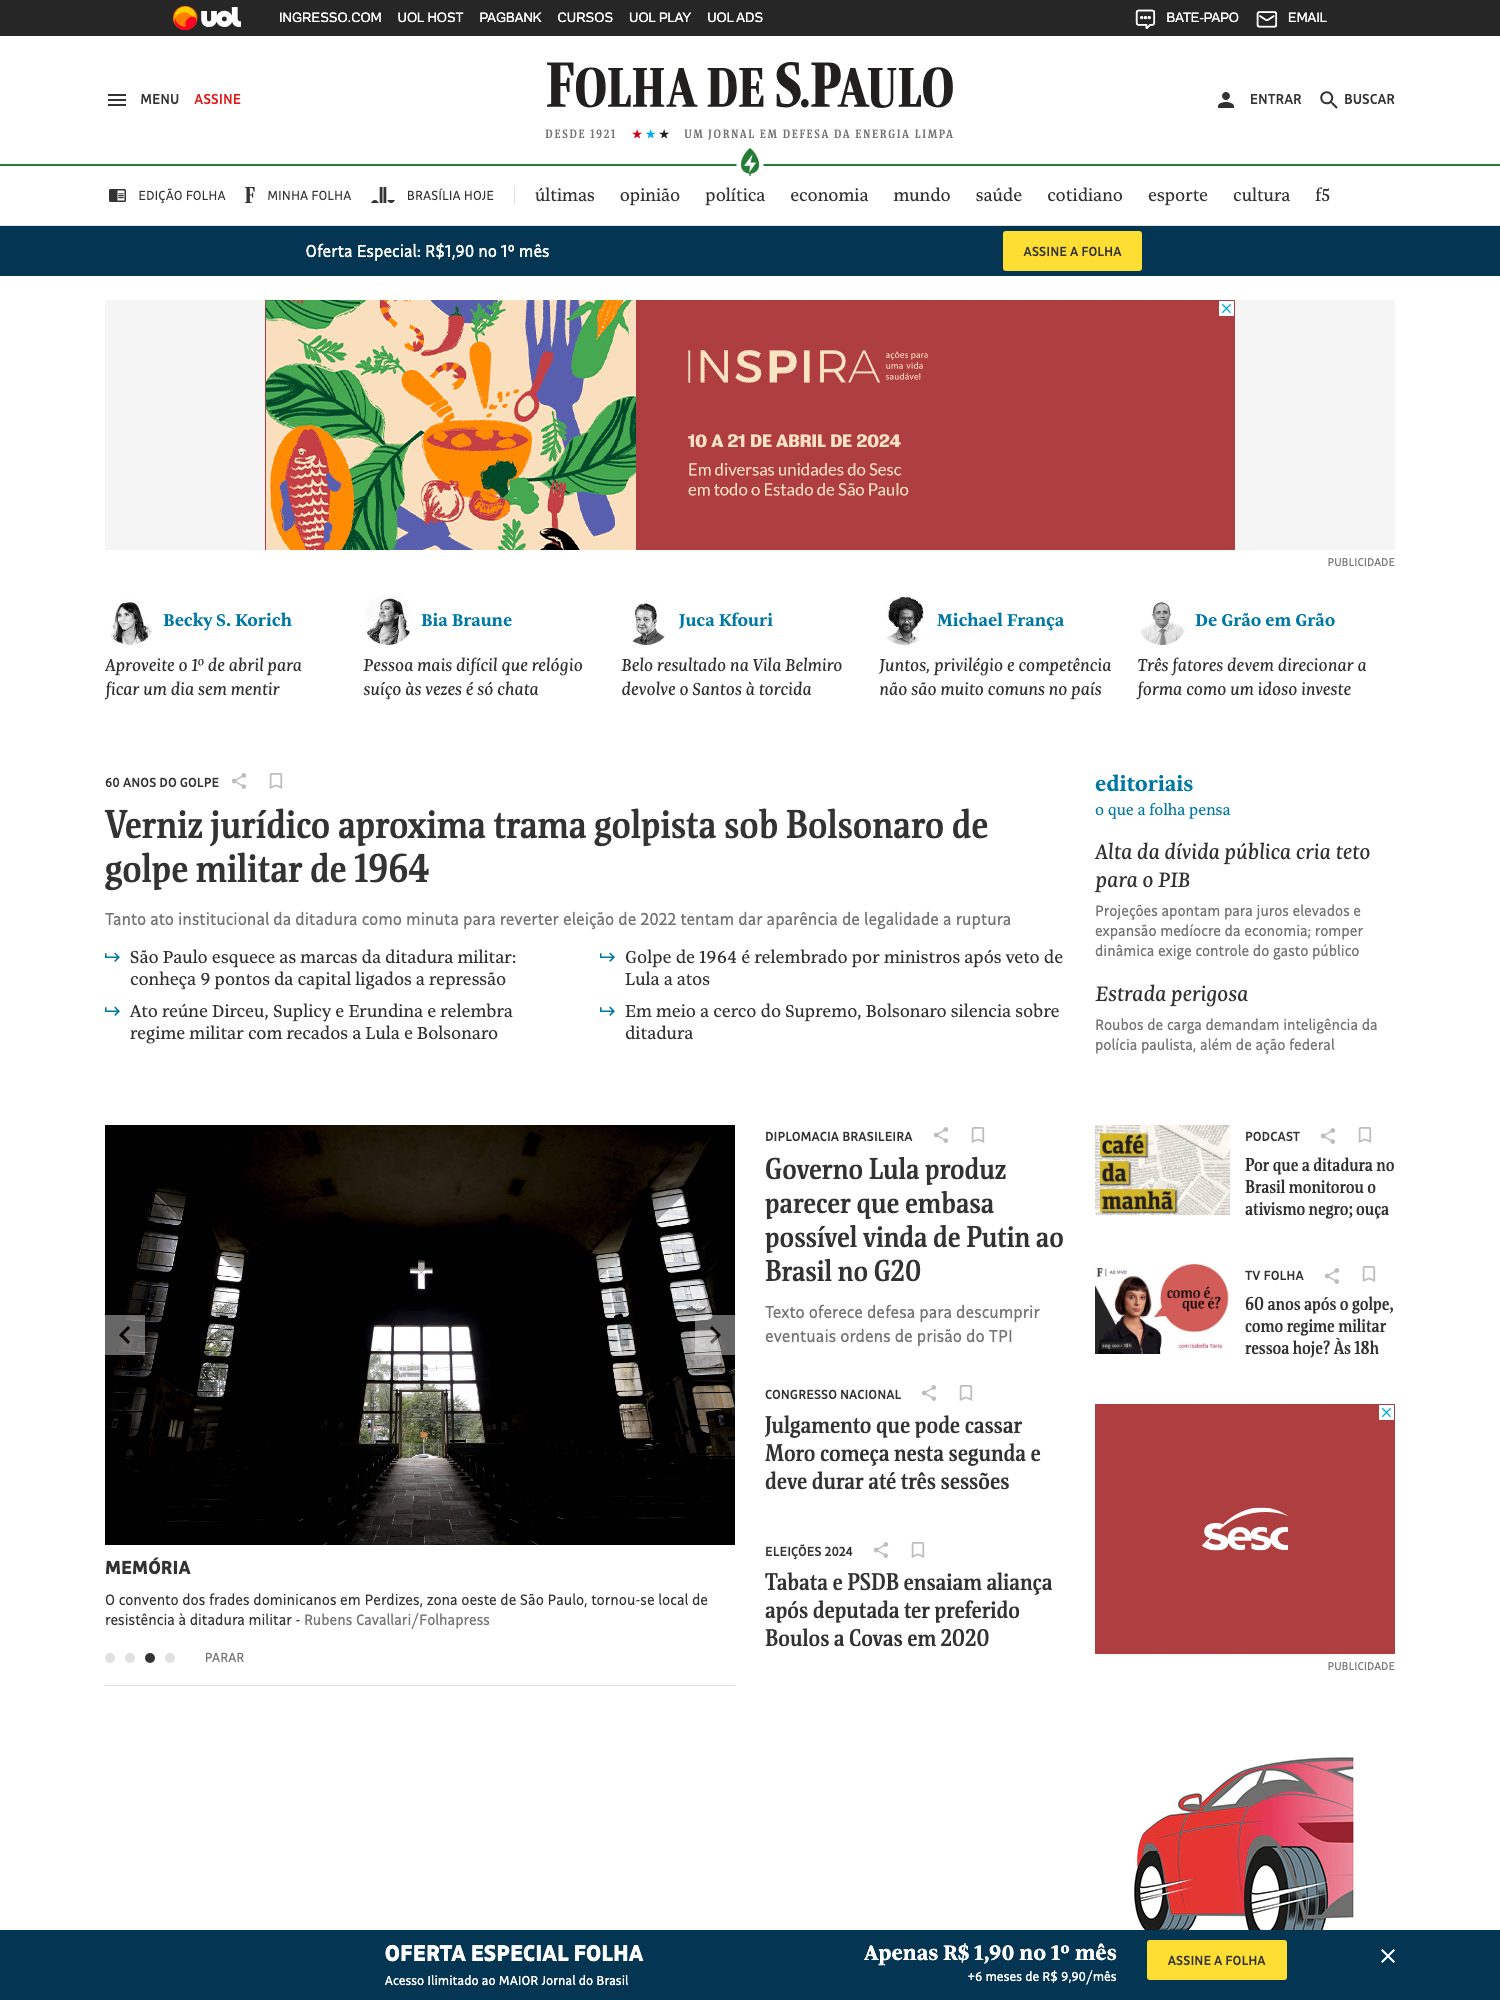 uol INGRESSO.COM UOL HOST PAGBANK CURSOS UOL PLAY UOL ADS BATE-PAPO EMAIL
MENU ASSINE FOLHA DE S.PAULO ENTRAR BUSCAR
DESDE 1921 ★★★ UM JORNAL EM DEFESA DA ENERGIA LIMPA
EDIÇÃO FOLHA F MINHA FOLHA BRASÍLIA HOJE últimas opinião política economia mundo saúde cotidiano esporte cultura f5
Oferta Especial: R$1,90 no 1º mês ASSINE A FOLHA
INSPIRA
ações para
uma vida
saudável
10 A 21 DE ABRIL DE 2024
Em diversas unidades do Sesc
em todo o Estado de São Paulo
PUBLICIDADE
Becky S. Korich
Aproveite o 1º de abril para
ficar um dia sem mentir
Bia Braune
Pessoa mais difícil que relógio
suíço às vezes é só chata
Juca Kfouri
Belo resultado na Vila Belmiro
devolve o Santos à torcida
Michael França
Juntos, privilégio e competência
não são muito comuns no país
De Grão em Grão
Três fatores devem direcionar a
forma como um idoso investe
60 ANOS DO GOLPE
Verniz jurídico aproxima trama golpista sob Bolsonaro de
golpe militar de 1964
Tanto ato institucional da ditadura como minuta para reverter eleição de 2022 tentam dar aparência de legalidade a ruptura
São Paulo esquece as marcas da ditadura militar:
conheça 9 pontos da capital ligados a repressão
Ato reúne Dirceu, Suplicy e Erundina e relembra
regime militar com recados a Lula e Bolsonaro
Golpe de 1964 é relembrado por ministros após veto de
Lula a atos
Em meio a cerco do Supremo, Bolsonaro silencia sobre
ditadura
editoriais
o que a folha pensa
Alta da dívida pública cria teto
para o PIB
Projeções apontam para juros elevados e
expansão medíocre da economia; romper
dinâmica exige controle do gasto público
Estrada perigosa
Roubos de carga demandam inteligência da
polícia paulista, além de ação federal
MEMÓRIA
O convento dos frades dominicanos em Perdizes, zona oeste de São Paulo, tornou-se local de
resistência à ditadura militar - Rubens Cavallari/Folhapress
PARAR
DIPLOMACIA BRASILEIRA
Governo Lula produz
parecer que embasa
possível vinda de Putin ao
Brasil no G20
Texto oferece defesa para descumprir
eventuais ordens de prisão do TPI
CONGRESSO NACIONAL
Julgamento que pode cassar
Moro começa nesta segunda e
deve durar até três sessões
ELEIÇÕES 2024
Tabata e PSDB ensaiam aliança
após deputada ter preferido
Boulos a Covas em 2020
café
da
manhã
PODCAST
Por que a ditadura no
Brasil monitorou o
ativismo negro; ouça
F AO VIVO
como é
que é?
com Isabella Faria
TV FOLHA
60 anos após o golpe,
como regime militar
ressoa hoje? Às 18h
Sesc
PUBLICIDADE
OFERTA ESPECIAL FOLHA
Acesso Ilimitado ao MAIOR Jornal do Brasil
Apenas R$ 1,90 no 1º mês
+6 meses de R$ 9,90/mês
ASSINE A FOLHA